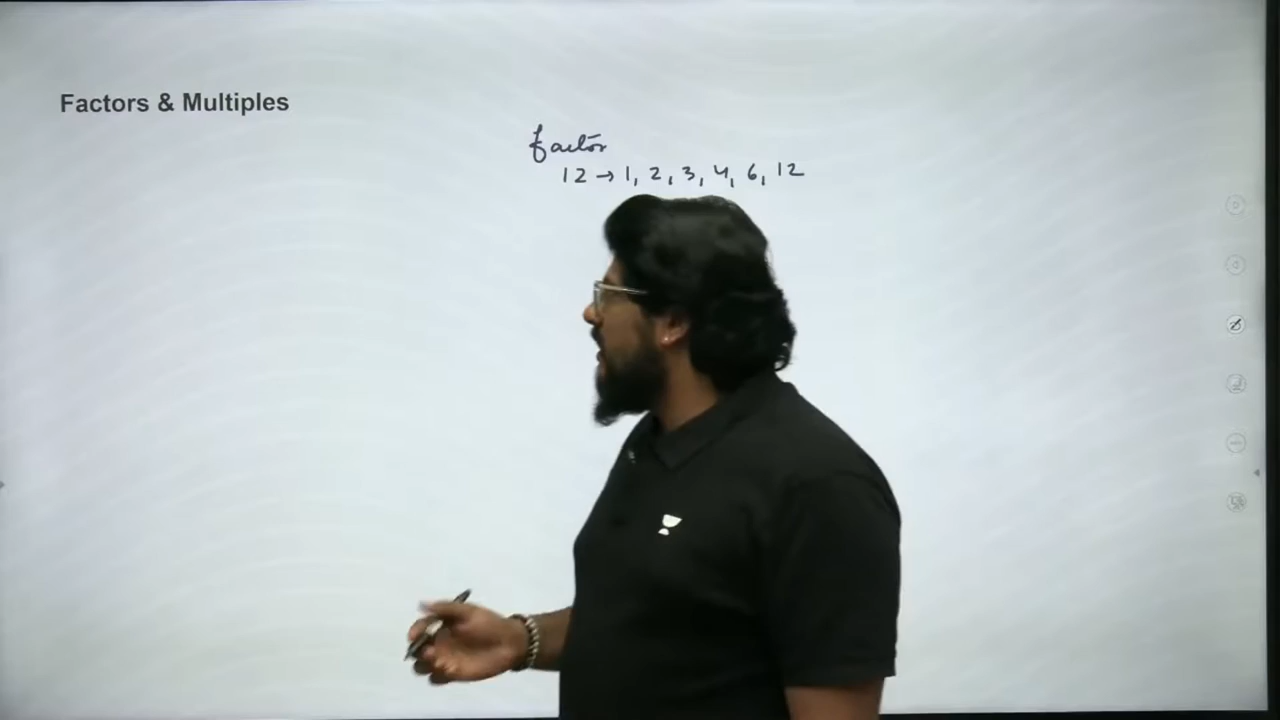 Factors & Multiples
factor
12 → 1, 2, 3, 4, 6, 12